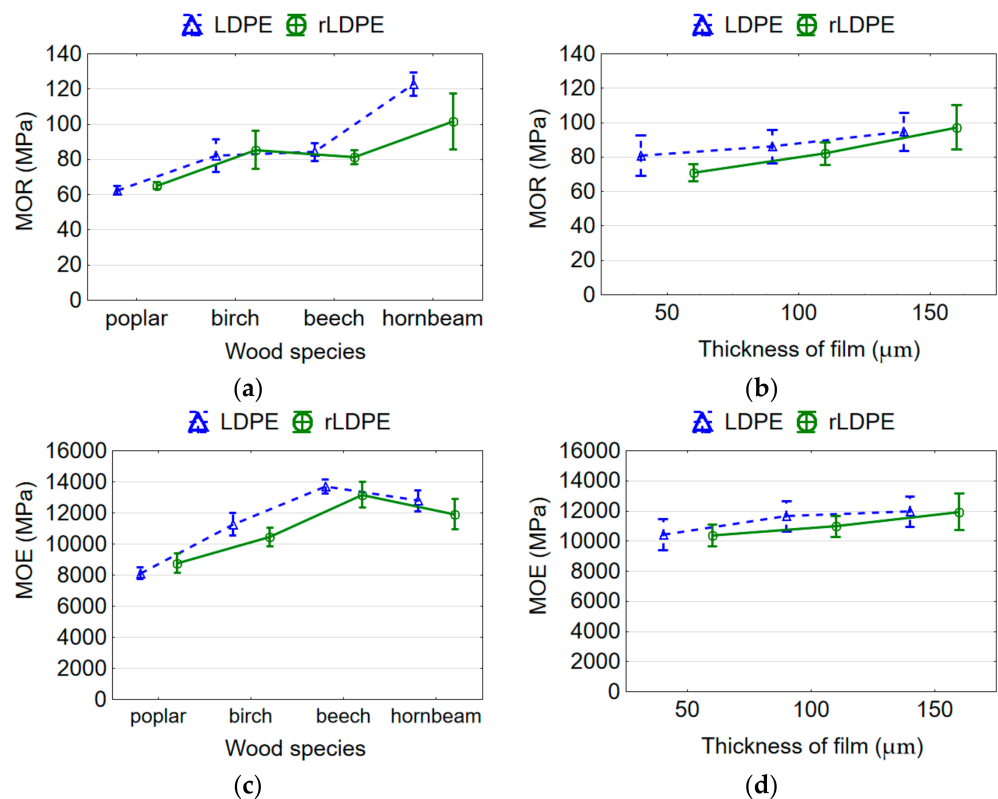 LDPE rLDPE
140
120
100
80
60
40
20
0
MOR (MPa)
poplar birch beech hornbeam
Wood species
(a)
LDPE rLDPE
140
120
100
80
60
40
20
0
MOR (MPa)
50 100 150
Thickness of film (μm)
(b)
LDPE rLDPE
16000
14000
12000
10000
8000
6000
4000
2000
0
MOE (MPa)
poplar birch beech hornbeam
Wood species
(c)
LDPE rLDPE
16000
14000
12000
10000
8000
6000
4000
2000
0
MOE (MPa)
50 100 150
Thickness of film (μm)
(d)